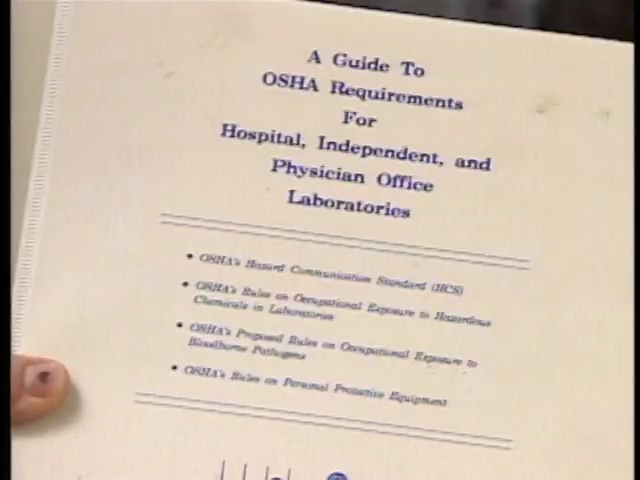 A Guide To
OSHA Requirements
For
Hospital, Independent, and
Physician Office
Laboratories
• OSHA's Hazard Communication Standard (HCS)
• OSHA's Rules on Occupational Exposure to Hazardous
Chemicals in Laboratories
• OSHA's Proposed Rules on Occupational Exposure to
Bloodborne Pathogens
• OSHA's Rules on Personal Protective Equipment